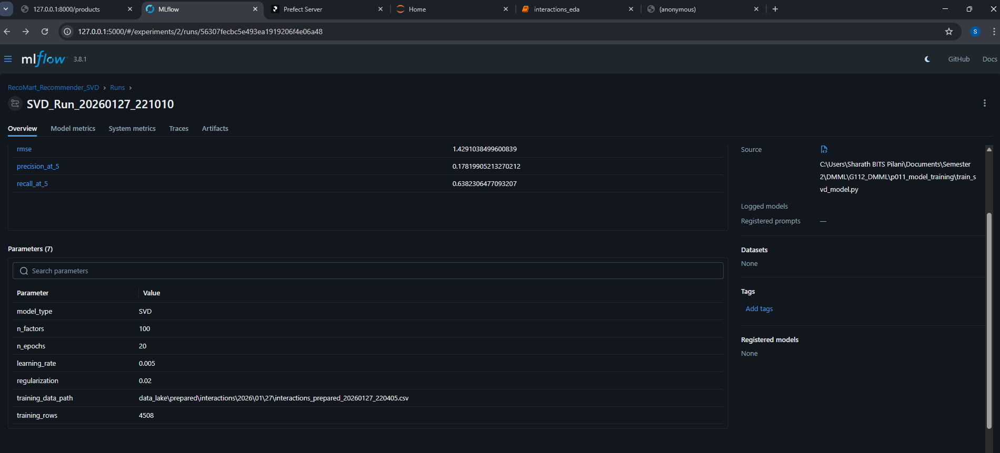 127.0.0.1:8000/products
MLflow
Prefect Server
Home
interactions_eda
(anonymous)
127.0.0.1:5000/#/experiments/2/runs/56307fecbc5e493ea1919206f4e06a48
S
mlflow 3.8.1
GitHub
Docs
RecoMart_Recommender_SVD > Runs >
SVD_Run_20260127_221010
Overview Model metrics System metrics Traces Artifacts
rmse 1.4291038499600839
precision_at_5 0.17819905213270212
recall_at_5 0.6382306477093207
Parameters (7)
Search parameters
Parameter Value
model_type SVD
n_factors 100
n_epochs 20
learning_rate 0.005
regularization 0.02
training_data_path data_lake\prepared\interactions\2026\01\27\interactions_prepared_20260127_220405.csv
training_rows 4508
Source
C:\Users\Sharath BITS Pilani\Documents\Semester
2\DMML\G112_DMML\p011_model_training\train_s
vd_model.py
Logged models
Registered prompts —
Datasets
None
Tags
Add tags
Registered models
None